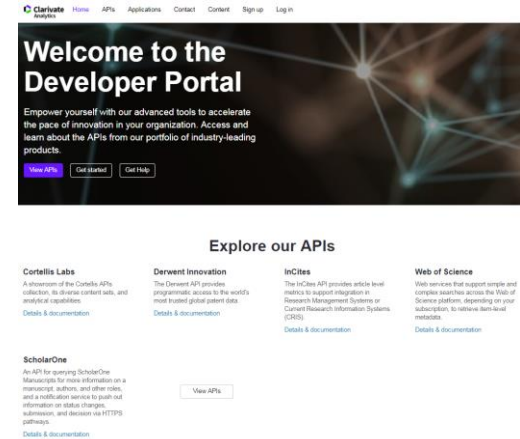 Clarivate
Analytics
Home APIs Applications Contact Content Sign up Log in
Welcome to the
Developer Portal
Empower yourself with our advanced tools to accelerate
the pace of innovation in your organization. Access and
learn about the APIs from our portfolio of industry-leading
products.
View APIs Get started Get Help
Explore our APIs
Cortellis Labs
A showroom of the Cortellis APIs
collection, its diverse content sets, and
analytical capabilities.
Details & documentation
Derwent Innovation
The Derwent API provides
programmatic access to the world's
most trusted global patent data.
Details & documentation
InCites
The InCites API provides article level
metrics to support integration in
Research Management Systems or
Current Research Information Systems
(CRIS).
Details & documentation
Web of Science
Web services that support simple and
complex searches across the Web of
Science platform, depending on your
subscription, to retrieve item-level
metadata.
Details & documentation
ScholarOne
An API for querying ScholarOne
Manuscripts for more information on a
manuscript, authors, and other roles,
and a notification service to push out
information on status changes,
submission, and decision via HTTPS
pathways.
Details & documentation
View APIs